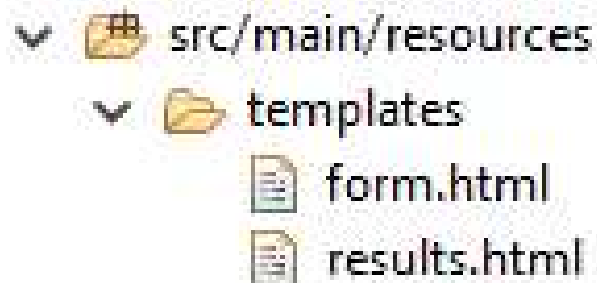 src/main/resources
templates
form.html
results.html